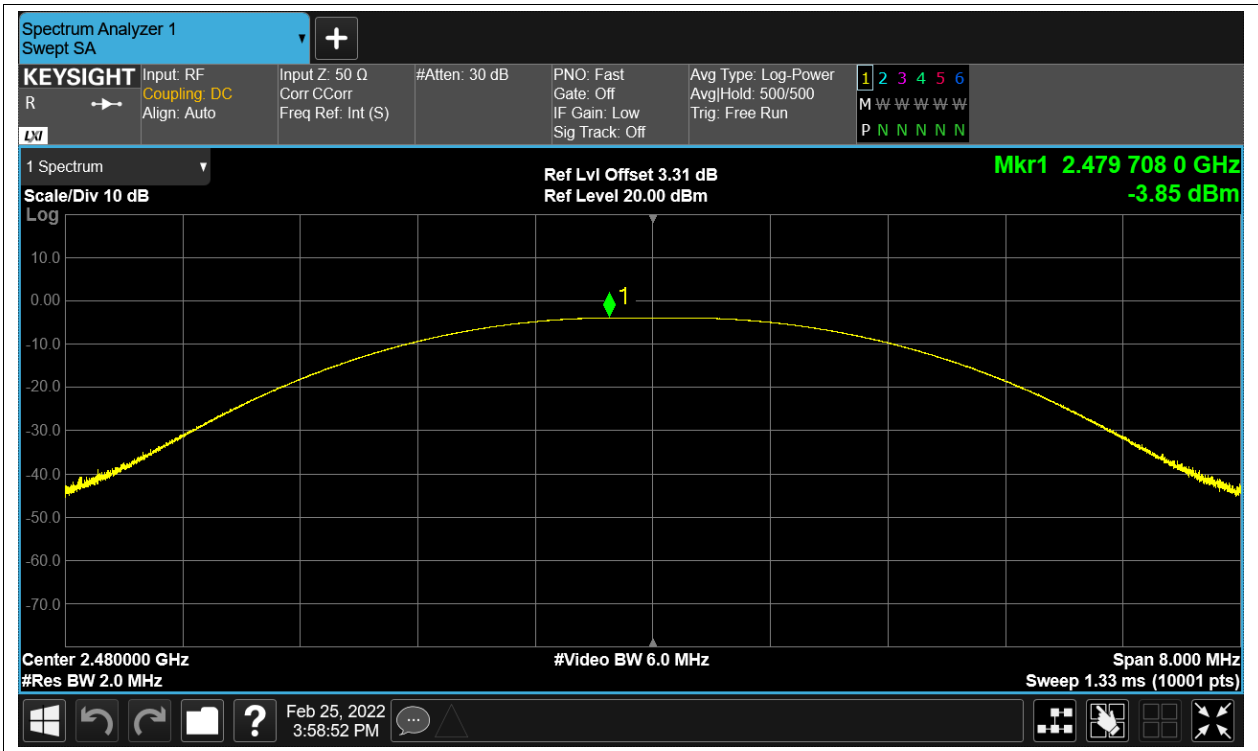 Spectrum Analyzer 1
Swept SA
▼
+
KEYSIGHT
R
LXI
Input: RF
Coupling: DC
Align: Auto
Input Z: 50 Ω
Corr CCorr
Freq Ref: Int (S)
#Atten: 30 dB
PNO: Fast
Gate: Off
IF Gain: Low
Sig Track: Off
Avg Type: Log-Power
Avg|Hold: 500/500
Trig: Free Run
1 2 3 4 5 6
M W W W W W
P N N N N N
1 Spectrum ▼
Scale/Div 10 dB
Log
Ref Lvl Offset 3.31 dB
Ref Level 20.00 dBm
Mkr1 2.479 708 0 GHz
-3.85 dBm
10.0
0.00
-10.0
-20.0
-30.0
-40.0
-50.0
-60.0
-70.0
1
Center 2.480000 GHz
#Res BW 2.0 MHz
#Video BW 6.0 MHz
Span 8.000 MHz
Sweep 1.33 ms (10001 pts)
?
Feb 25, 2022
3:58:52 PM